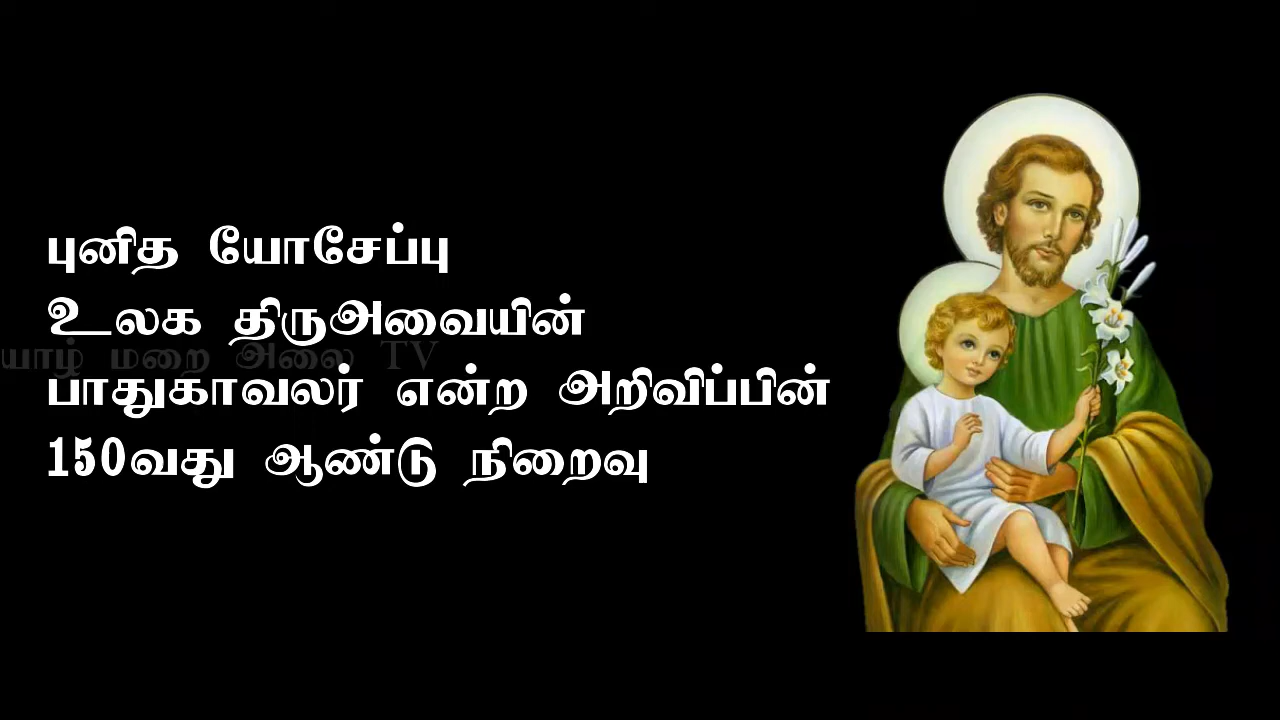 புனித யோசேப்பு
உலக திருஅவையின்
யாழ் மறை அலை TV
பாதுகாவலர் என்ற அறிவிப்பின்
150வது ஆண்டு நிறைவு